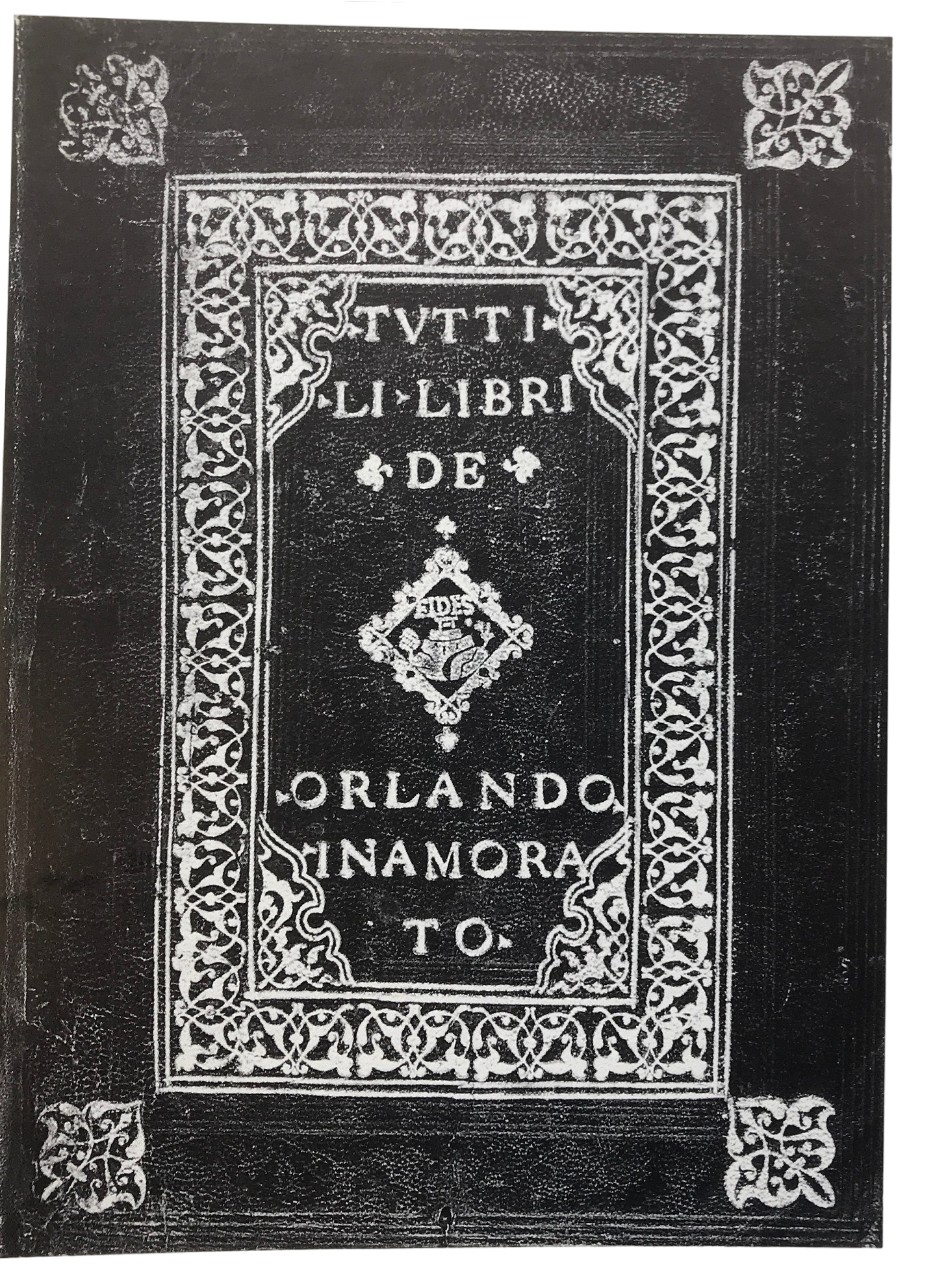 TVTTI
LI LIBRI
DE
FIDES
ORLANDO
INAMORA
TO